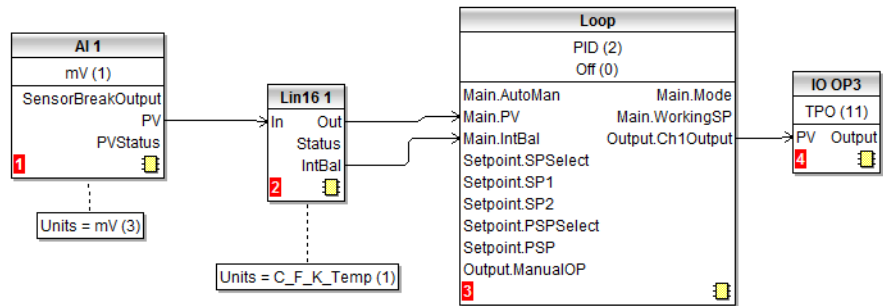 AI 1
mV (1)
SensorBreakOutput
PV
PVStatus
1
Units = mV (3)
Lin16 1
In Out
Status
IntBal
2
Units = C_F_K_Temp (1)
Loop
PID (2)
Off (0)
Main.AutoMan Main.Mode
Main.PV Main.WorkingSP
Main.IntBal Output.Ch1Output
Setpoint.SPSelect
Setpoint.SP1
Setpoint.SP2
Setpoint.PSPSelect
Setpoint.PSP
Output.ManualOP
3
IO OP3
TPO (11)
PV Output
4